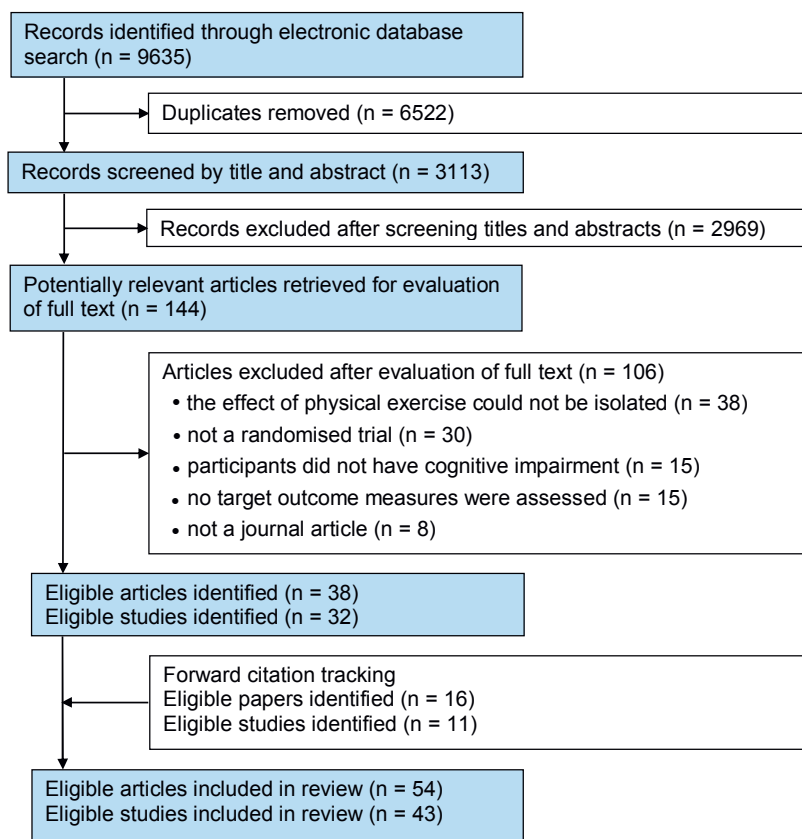 Records identified through electronic database
search (n = 9635)
Duplicates removed (n = 6522)
Records screened by title and abstract (n = 3113)
Records excluded after screening titles and abstracts (n = 2969)
Potentially relevant articles retrieved for evaluation
of full text (n = 144)
Articles excluded after evaluation of full text (n = 106)
• the effect of physical exercise could not be isolated (n = 38)
• not a randomised trial (n = 30)
• participants did not have cognitive impairment (n = 15)
• no target outcome measures were assessed (n = 15)
• not a journal article (n = 8)
Eligible articles identified (n = 38)
Eligible studies identified (n = 32)
Forward citation tracking
Eligible papers identified (n = 16)
Eligible studies identified (n = 11)
Eligible articles included in review (n = 54)
Eligible studies included in review (n = 43)